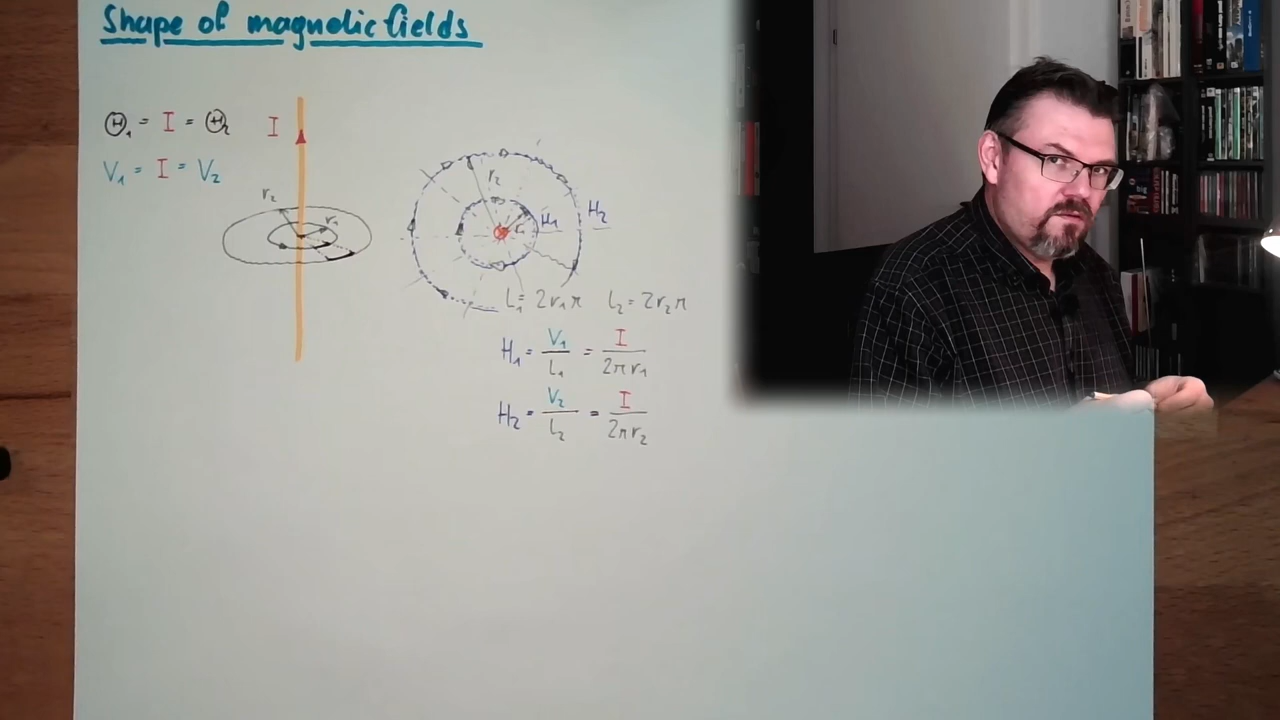 Shape of magnetic fields
Θ₁ = I = Θ₂
I
V₁ = I = V₂
r₂
r₁
r₂
r₁
H₁
H₂
l₁ = 2r₁π l₂ = 2r₂π
H₁ = V₁/l₁ = I/2πr₁
H₂ = V₂/l₂ = I/2πr₂
big